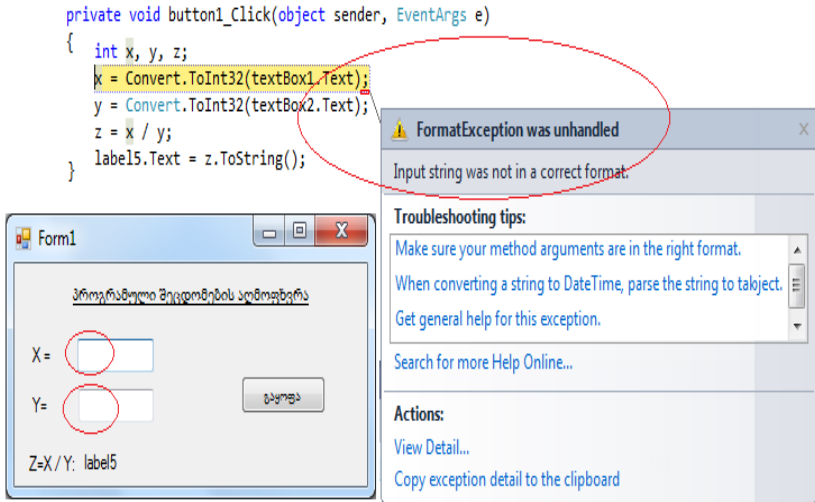 private void button1_Click(object sender, EventArgs e)
{
int x, y, z;
x = Convert.ToInt32(textBox1.Text);
y = Convert.ToInt32(textBox2.Text);
z = x / y;
label5.Text = z.ToString();
}
FormatException was unhandled
Input string was not in a correct format.
Troubleshooting tips:
Make sure your method arguments are in the right format.
When converting a string to DateTime, parse the string to takject.
Get general help for this exception.
Search for more Help Online...
Actions:
View Detail...
Copy exception detail to the clipboard
Form1
პროგრამული შეცდომების აღმოფხვრა
X =
Y=
გაყოფა
Z=X / Y: label5